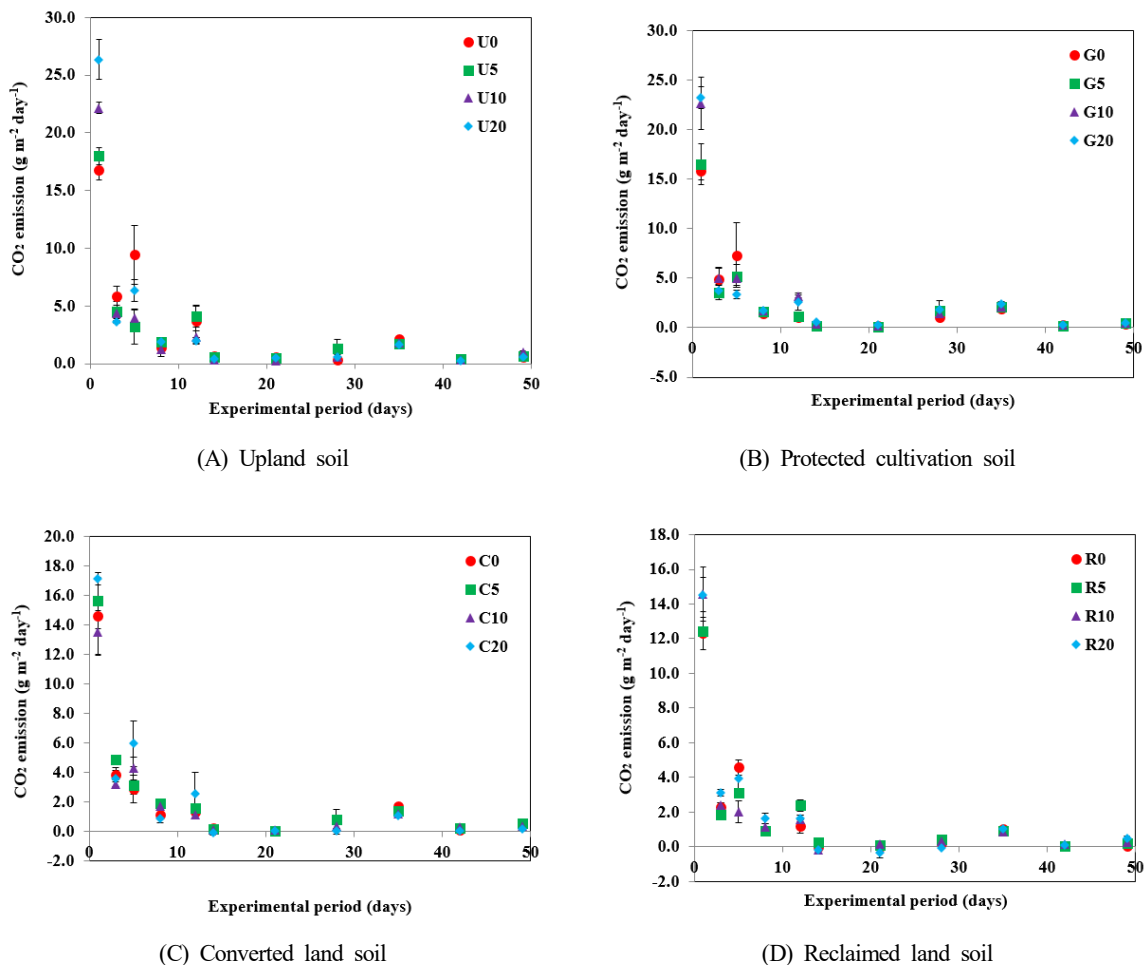 30.0
25.0
20.0
15.0
10.0
5.0
0.0
0
10
20
30
40
50
CO2 emission (g m-2 day-1)
Experimental period (days)
U0
U5
U10
U20
(A) Upland soil
30.0
25.0
20.0
15.0
10.0
5.0
0.0
-5.0
0
10
20
30
40
50
CO2 emission (g m-2 day-1)
Experimental period (days)
G0
G5
G10
G20
(B) Protected cultivation soil
20.0
18.0
16.0
14.0
12.0
10.0
8.0
6.0
4.0
2.0
0.0
-2.0
0
10
20
30
40
50
CO2 emission (g m-2 day-1)
Experimental period (days)
C0
C5
C10
C20
(C) Converted land soil
18.0
16.0
14.0
12.0
10.0
8.0
6.0
4.0
2.0
0.0
-2.0
0
10
20
30
40
50
CO2 emission (g m-2 day-1)
Experimental period (days)
R0
R5
R10
R20
(D) Reclaimed land soil